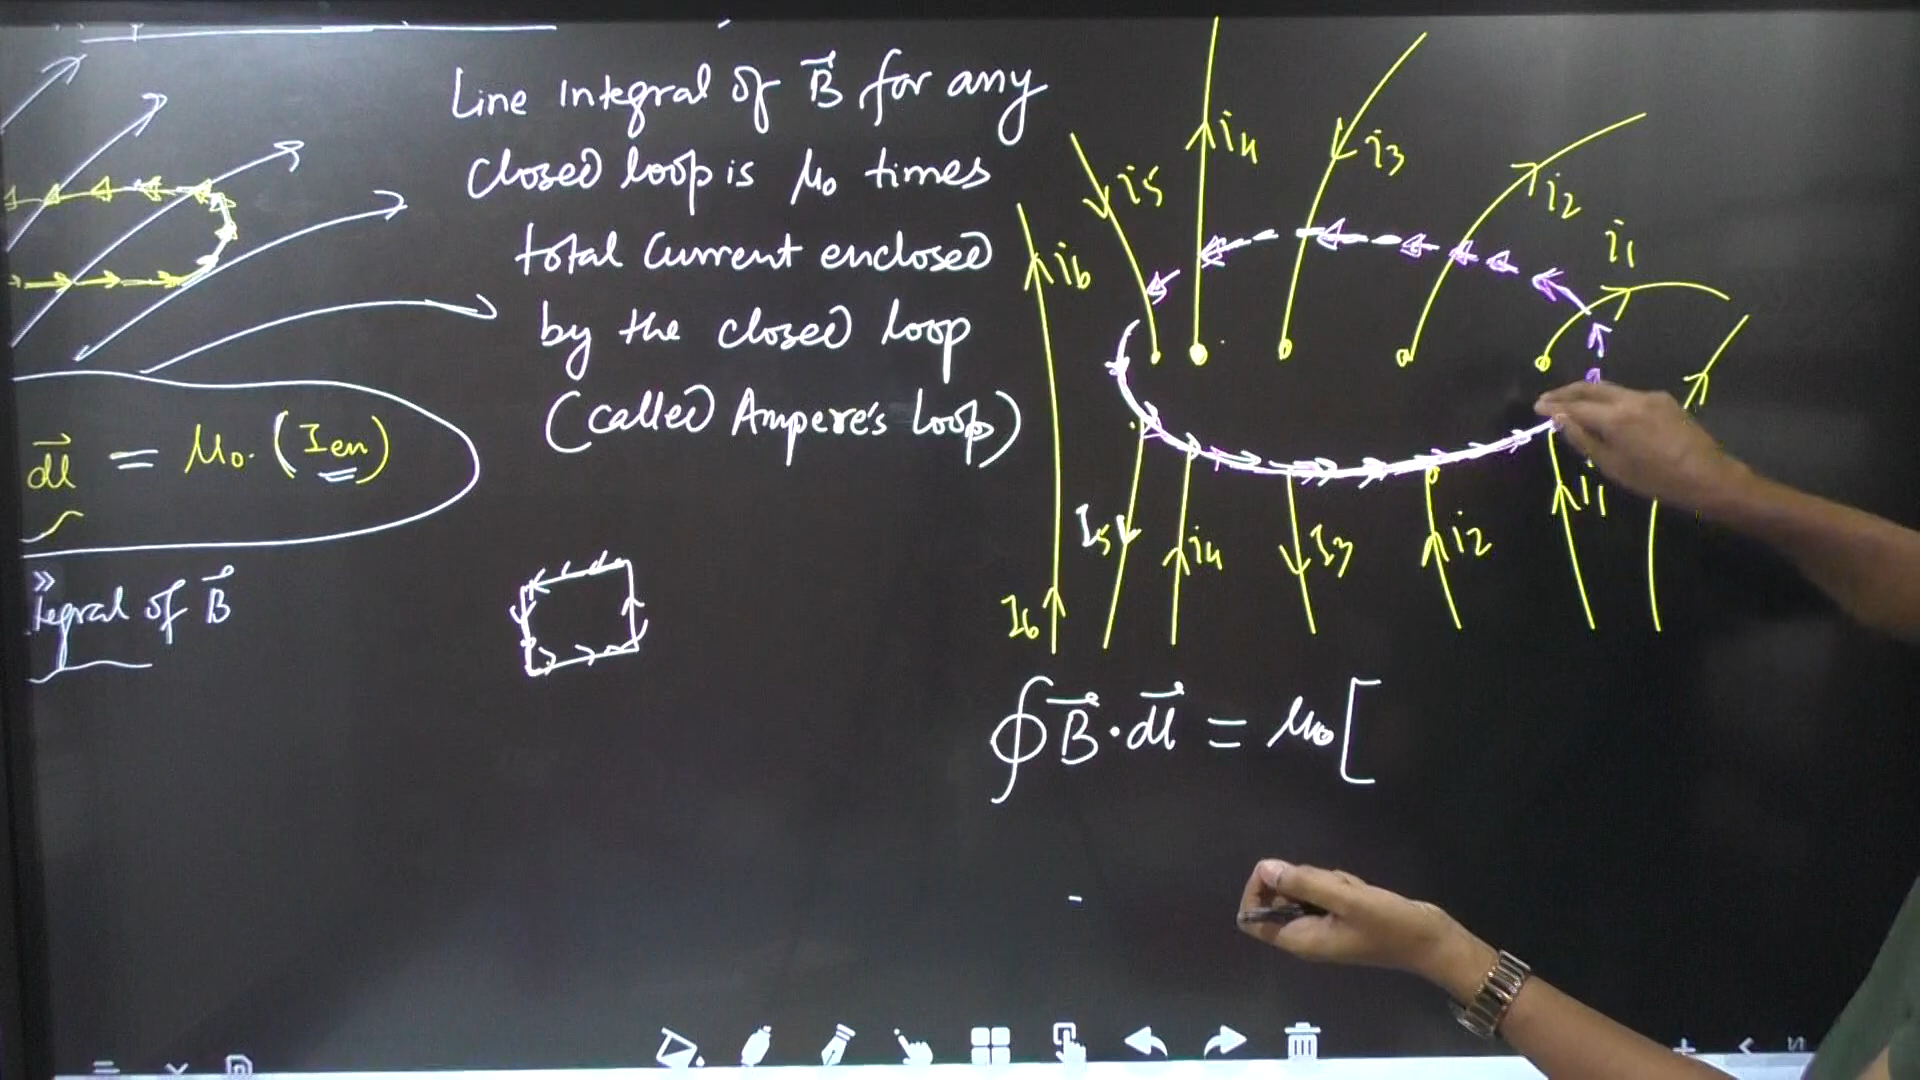 Line integral of B⃗ for any
closed loop is μ₀ times
total current enclosed
by the closed loop
(called Ampere's Loop)
dl⃗ = μ₀. (Ien)
tegral of B⃗
i6
i5
i4
i3
i2
i1
I6
I5
i4
I3
i2
i1
∮B⃗·dl⃗ = μ₀[